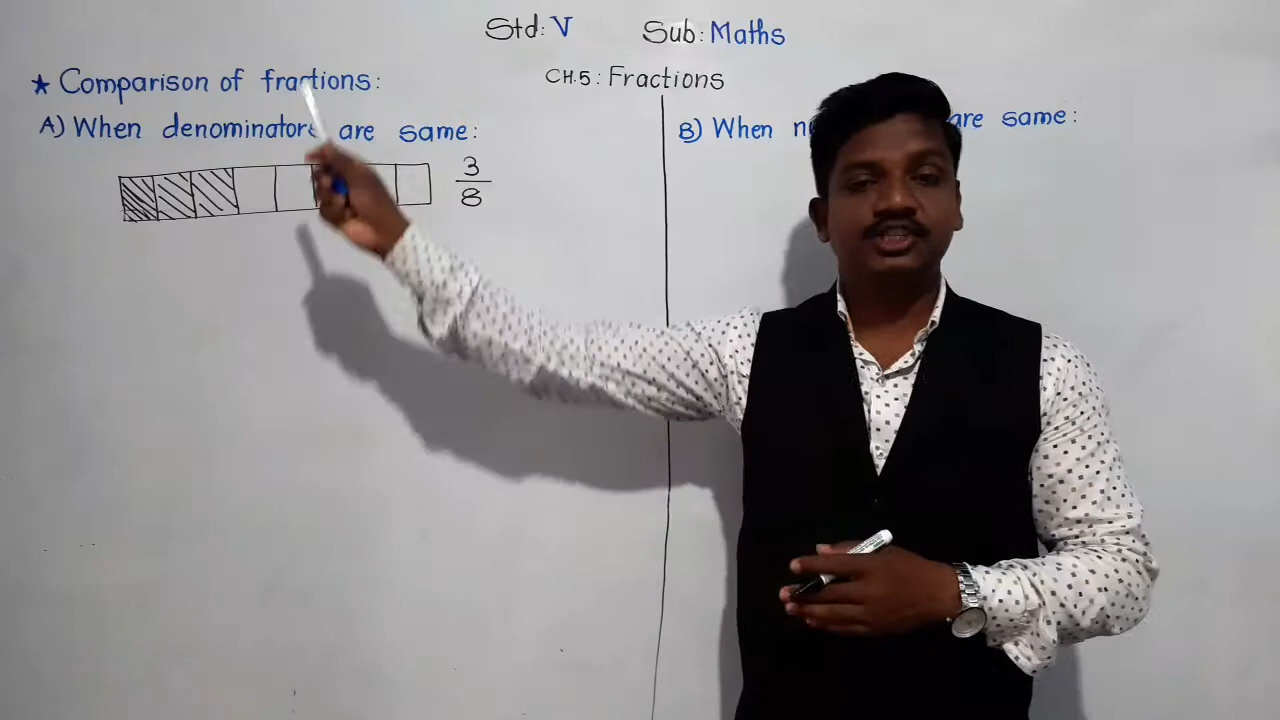 Std: V Sub: Maths
CH.5: Fractions
★ Comparison of fractions:
A) When denominators are same:
3
8
B) When are same: